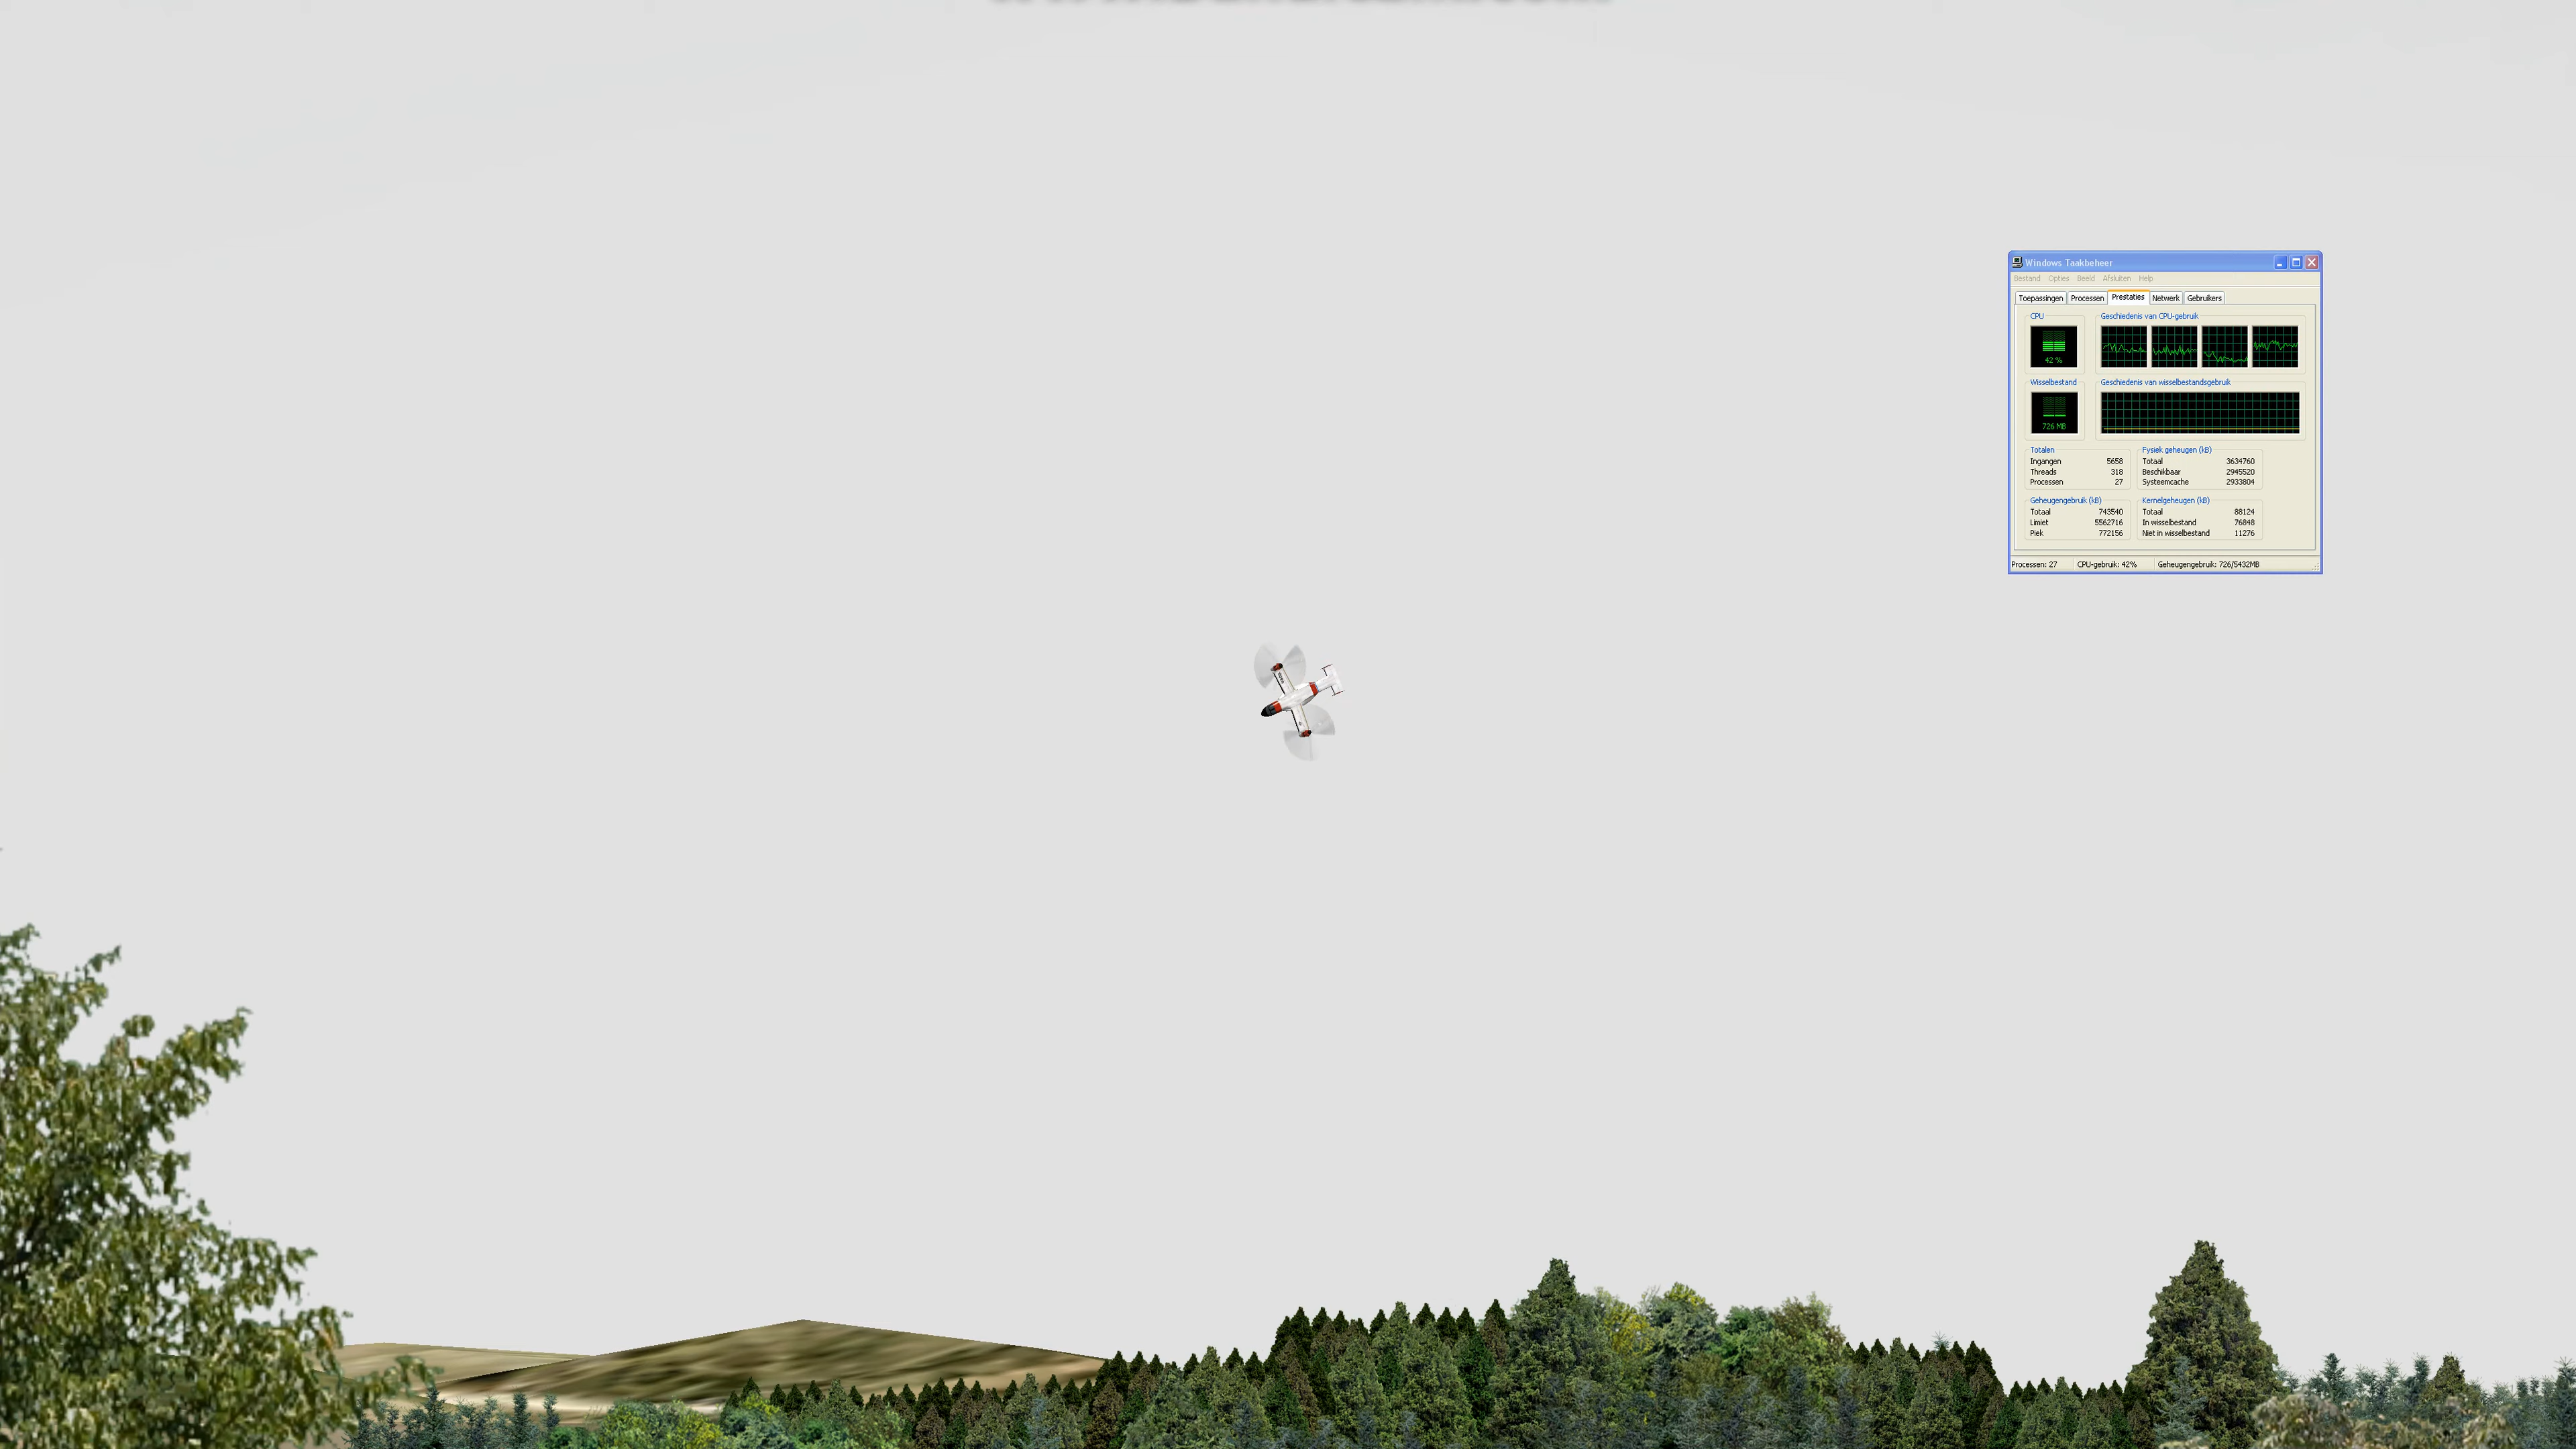 Windows Taakbeheer
Bestand Opties Beeld Afsluiten Help
Toepassingen Processen Prestaties Netwerk Gebruikers
CPU
42 %
Geschiedenis van CPU-gebruik
Wisselbestand
726 MB
Geschiedenis van wisselbestandsgebruik
Totalen
Ingangen 5658
Threads 318
Processen 27
Fysiek geheugen (kB)
Totaal 3634760
Beschikbaar 2945520
Systeemcache 2933804
Geheugengebruik (kB)
Totaal 743540
Limiet 5562716
Piek 772156
Kernelgeheugen (kB)
Totaal 88124
In wisselbestand 76848
Niet in wisselbestand 11276
Processen: 27 CPU-gebruik: 42% Geheugengebruik: 726/5432MB